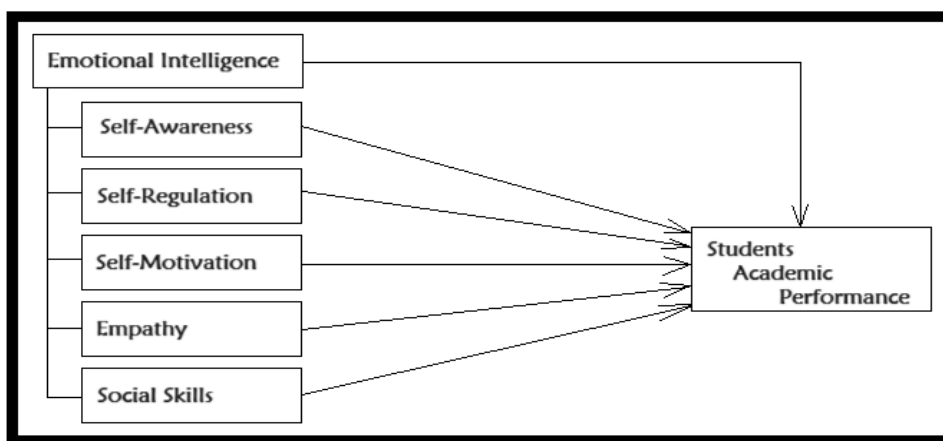 Emotional Intelligence
Self-Awareness
Self-Regulation
Self-Motivation
Empathy
Social Skills
Students
Academic
Performance